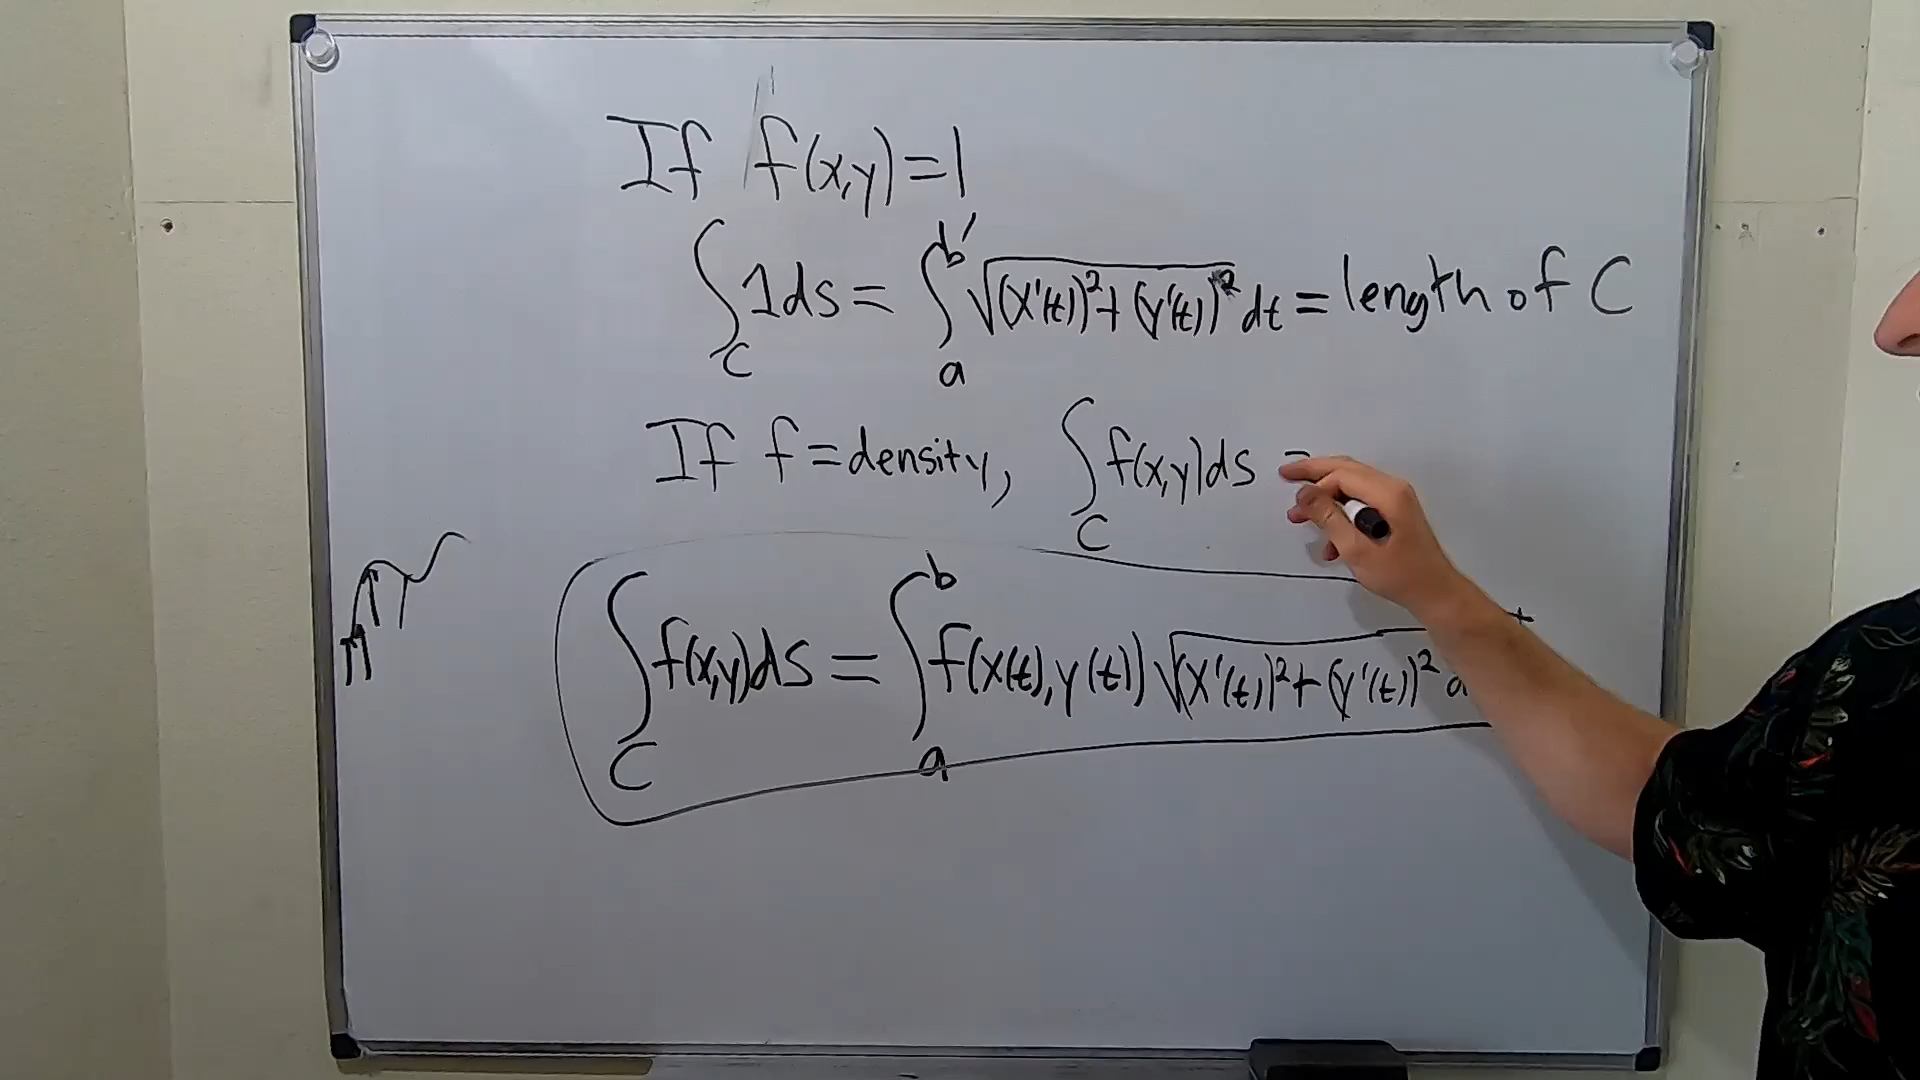 If f(x,y)=1
∫_C 1ds = ∫_a^b √((x'(t))²+(y'(t))²) dt = length of C
If f=density, ∫_C f(x,y)ds =
∫_C f(x,y)ds = ∫_a^b f(x(t),y(t)) √((x'(t))²+(y'(t))²